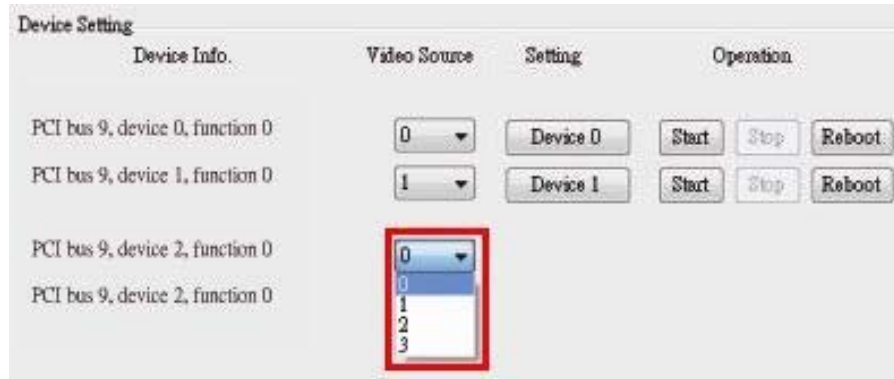 Device Setting
Device Info. Video Source Setting Operation
PCI bus 9, device 0, function 0 0 Device 0 Start Stop Reboot
PCI bus 9, device 1, function 0 1 Device 1 Start Stop Reboot
PCI bus 9, device 2, function 0 0
0
PCI bus 9, device 2, function 0 1
2
3